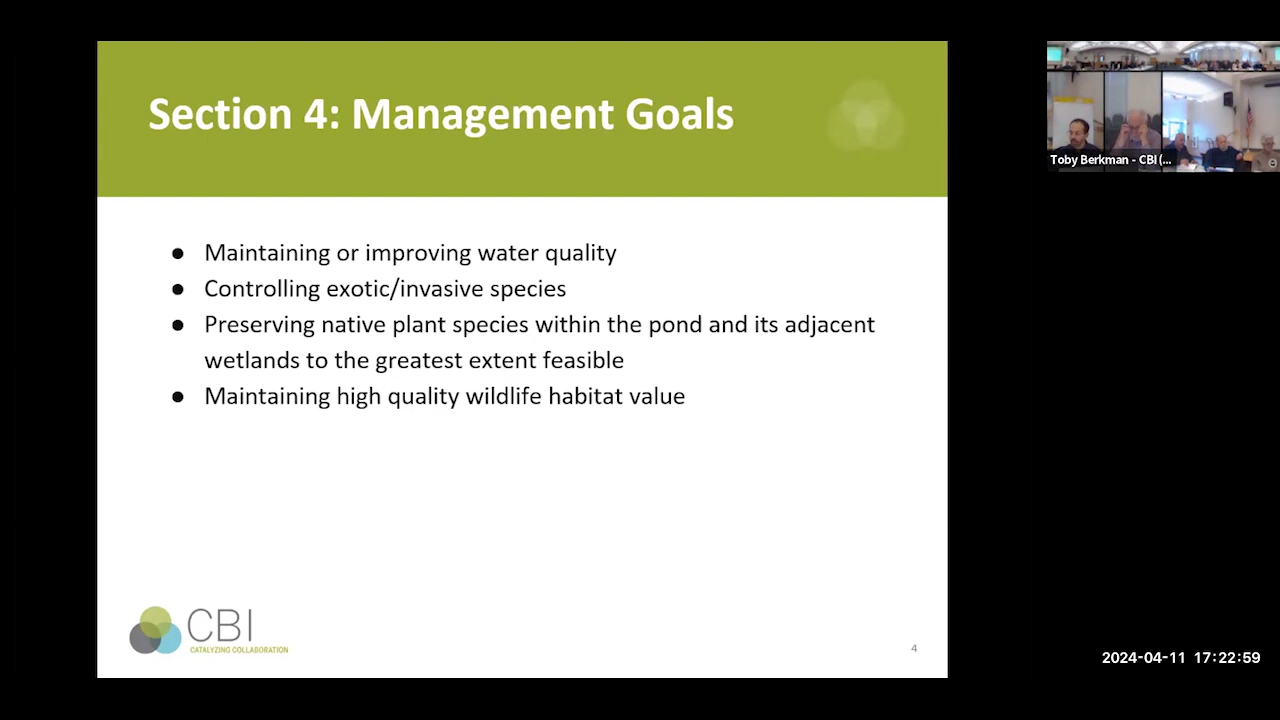 Section 4: Management Goals
● Maintaining or improving water quality
● Controlling exotic/invasive species
● Preserving native plant species within the pond and its adjacent
wetlands to the greatest extent feasible
● Maintaining high quality wildlife habitat value
CBI
CATALYZING COLLABORATION
4
Toby Berkman - CBI (...
2024-04-11 17:22:59